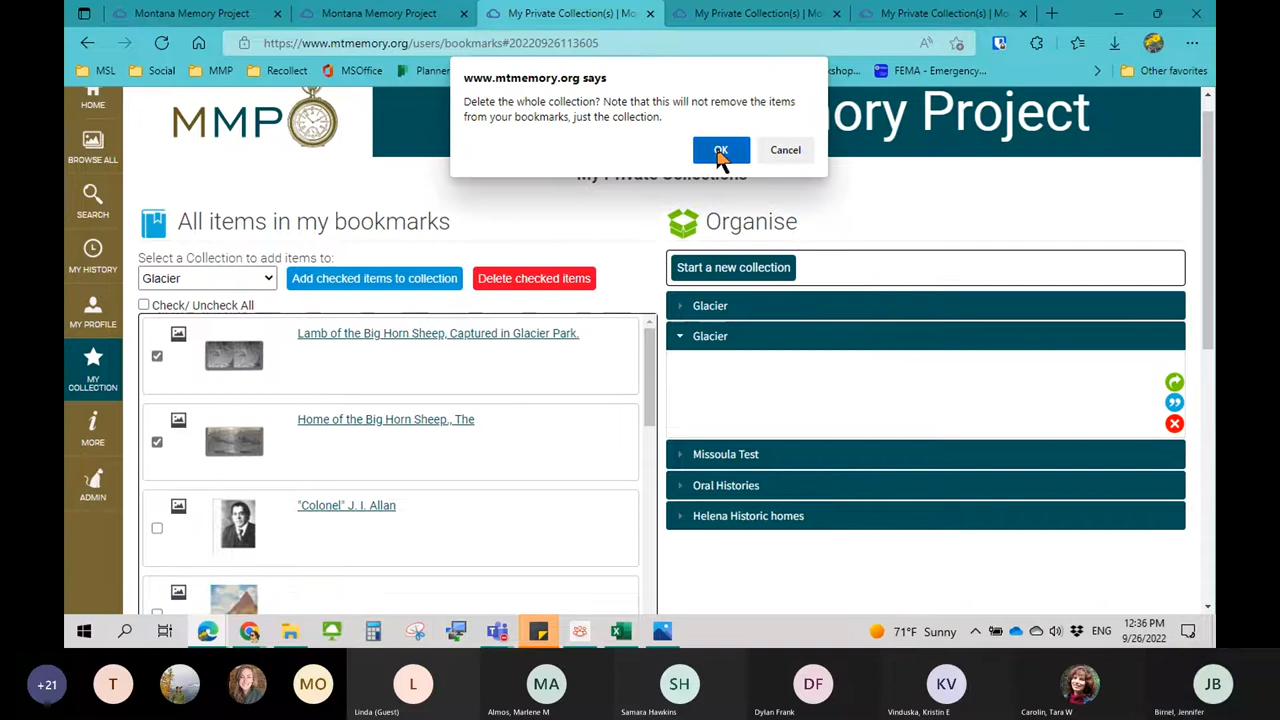 Montana Memory Project
Montana Memory Project
My Private Collection(s) | Mo
My Private Collection(s) | Mo
My Private Collection(s) | Mo
https://www.mtmemory.org/users/bookmarks#20220926113605
MSL
Social
MMP
Recollect
MSOffice
Planner
rkshop...
FEMA - Emergency...
Other favorites
www.mtmemory.org says
Delete the whole collection? Note that this will not remove the items
from your bookmarks, just the collection.
OK
Cancel
HOME
BROWSE ALL
SEARCH
MY HISTORY
MY PROFILE
MY
COLLECTION
MORE
ADMIN
MMP
ory Project
My Private Collections
All items in my bookmarks
Select a Collection to add items to:
Glacier
Add checked items to collection
Delete checked items
Check/ Uncheck All
Lamb of the Big Horn Sheep, Captured in Glacier Park.
Home of the Big Horn Sheep., The
"Colonel" J. I. Allan
Organise
Start a new collection
Glacier
Glacier
Missoula Test
Oral Histories
Helena Historic homes
71°F Sunny
ENG
12:36 PM
9/26/2022
+21
T
MO
L
Linda (Guest)
MA
Almos, Marlene M
SH
Samara Hawkins
DF
Dylan Frank
KV
Vinduska, Kristin E
Carolin, Tara W
JB
Birnel, Jennifer